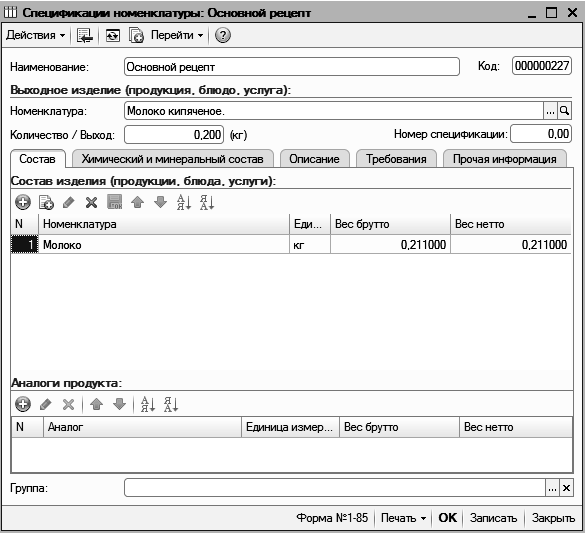 Спецификации номенклатуры: Основной рецепт
Действия Перейти
Наименование: Основной рецепт Код: 000000227
Выходное изделие (продукция, блюдо, услуга):
Номенклатура: Молоко кипяченое. ...
Количество / Выход: 0,200 (кг) Номер спецификации: 0,00
Состав Химический и минеральный состав Описание Требования Прочая информация
Состав изделия (продукции, блюда, услуги):
N Номенклатура Еди... Вес брутто Вес нетто
1 Молоко кг 0,211000 0,211000
Аналоги продукта:
N Аналог Единица измер... Вес брутто Вес нетто
Группа: ...
Форма №1-85 Печать OK Записать Закрыть